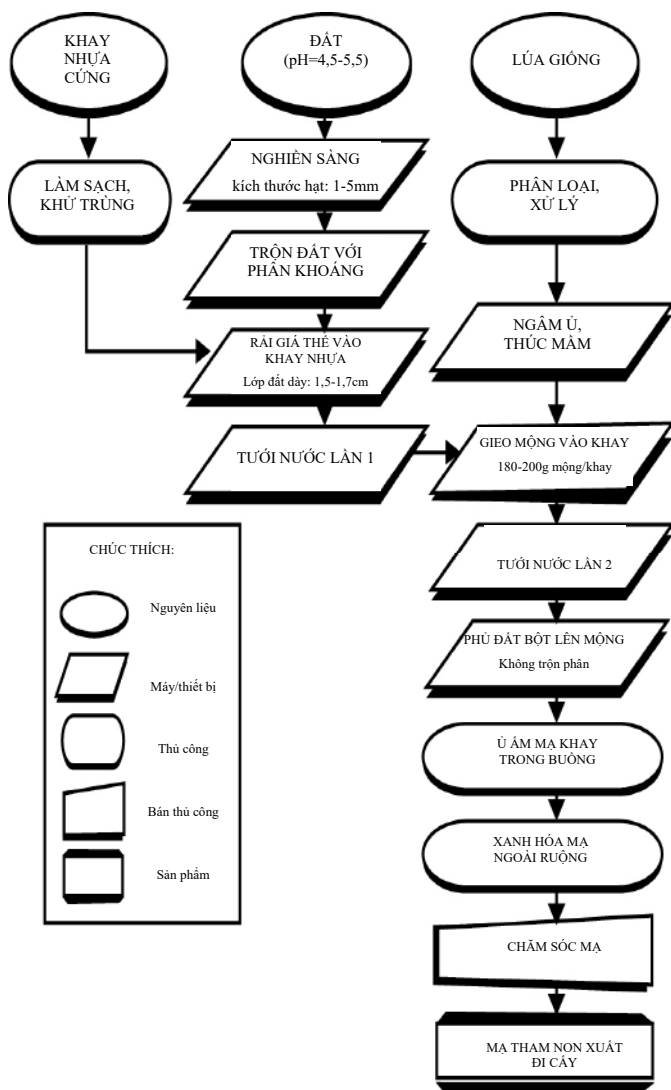 KHAY
NHỰA
CỨNG
LÀM SẠCH,
KHỬ TRÙNG
ĐẤT
(pH=4,5-5,5)
NGHIỀN SÀNG
kích thước hạt: 1-5mm
TRỘN ĐẤT VỚI
PHÂN KHOÁNG
RẢI GIÁ THỂ VÀO
KHAY NHỰA
Lớp đất dày: 1,5-1,7cm
TƯỚI NƯỚC LẦN 1
LÚA GIỐNG
PHÂN LOẠI,
XỬ LÝ
NGÂM Ủ,
THÚC MẦM
GIEO MỘNG VÀO KHAY
180-200g mộng/khay
TƯỚI NƯỚC LẦN 2
PHỦ ĐẤT BỘT LÊN MỘNG
Không trộn phân
Ủ ẤM MẠ KHAY
TRONG BUỒNG
XANH HÓA MẠ
NGOÀI RUỘNG
CHĂM SÓC MẠ
MẠ THAM NON XUẤT
ĐI CẤY
CHÚC THÍCH:
Nguyên liệu
Máy/thiết bị
Thủ công
Bán thủ công
Sản phẩm